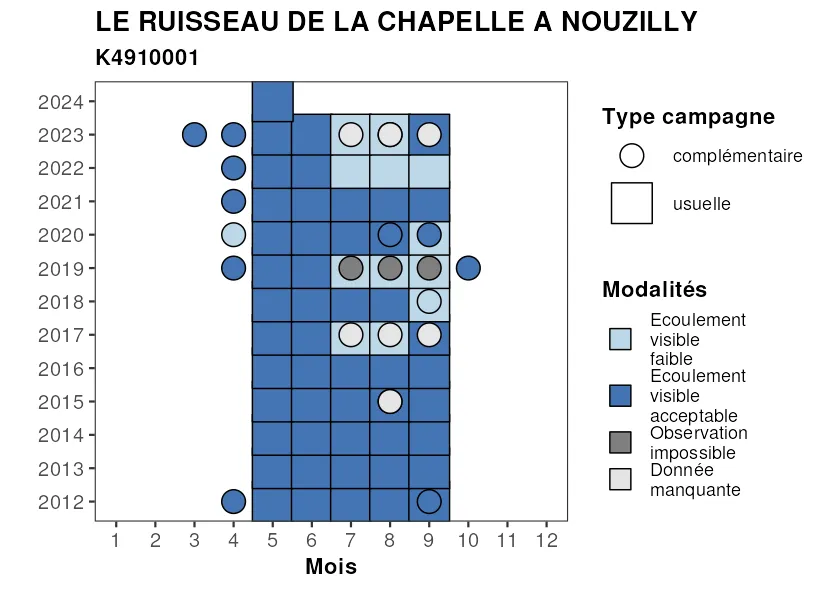 LE RUISSEAU DE LA CHAPELLE A NOUZILLY
K4910001
2024
2023
2022
2021
2020
2019
2018
2017
2016
2015
2014
2013
2012
1 2 3 4 5 6 7 8 9 10 11 12
Mois
Type campagne
complémentaire
usuelle
Modalités
Ecoulement
visible
faible
Ecoulement
visible
acceptable
Observation
impossible
Donnée
manquante